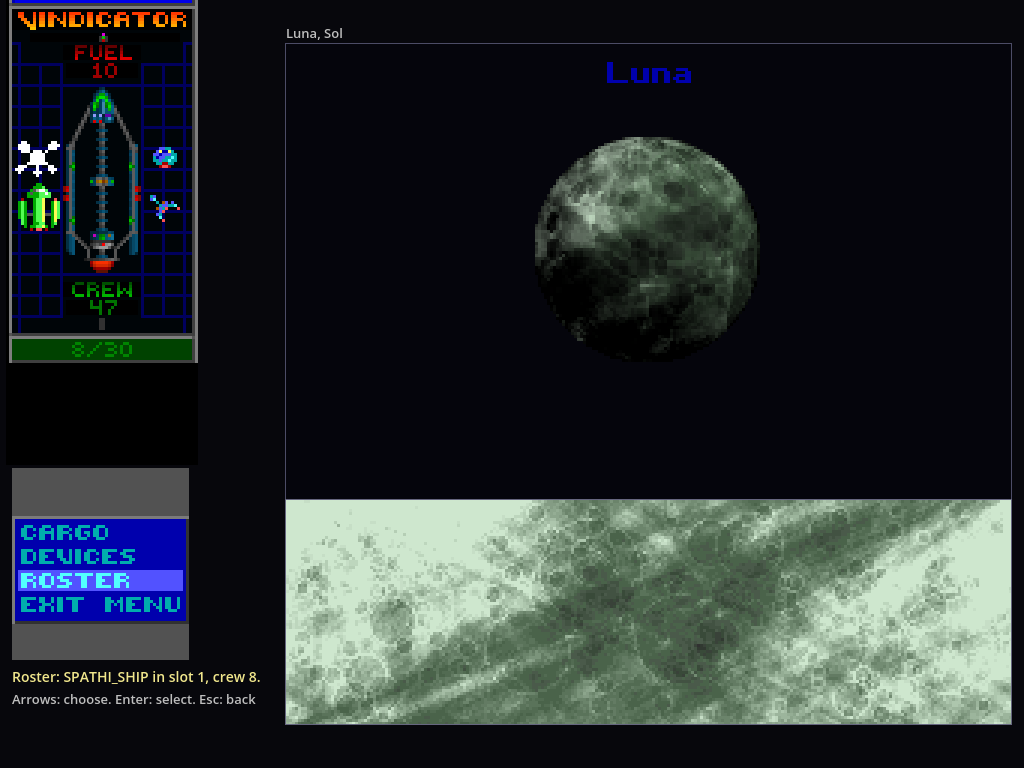 VINDICATOR
FUEL
10
CREW
47
8/30
CARGO
DEVICES
ROSTER
EXIT MENU
Roster: SPATHI_SHIP in slot 1, crew 8.
Arrows: choose. Enter: select. Esc: back
Luna, Sol
Luna